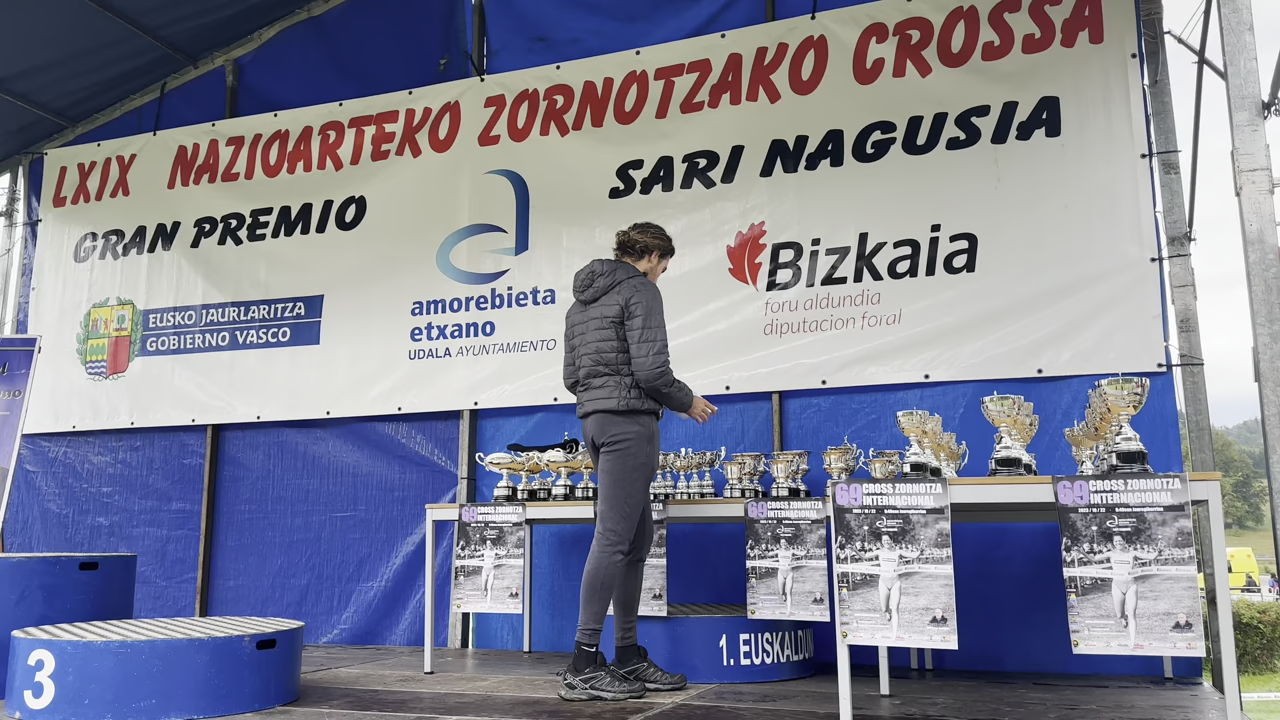 LXIX NAZIOARTEKO ZORNOTZAKO CROSSA
GRAN PREMIO
SARI NAGUSIA
EUSKO JAURLARITZA
GOBIERNO VASCO
amorebieta
etxano
UDALA AYUNTAMIENTO
Bizkaia
foru aldundia
diputacion foral
69 CROSS ZORNOTZA
INTERNACIONAL
69 CROSS ZORNOTZA
INTERNACIONAL
69 CROSS ZORNOTZA
INTERNACIONAL
69 CROSS ZORNOTZA
INTERNACIONAL
3
1. EUSKALDUN